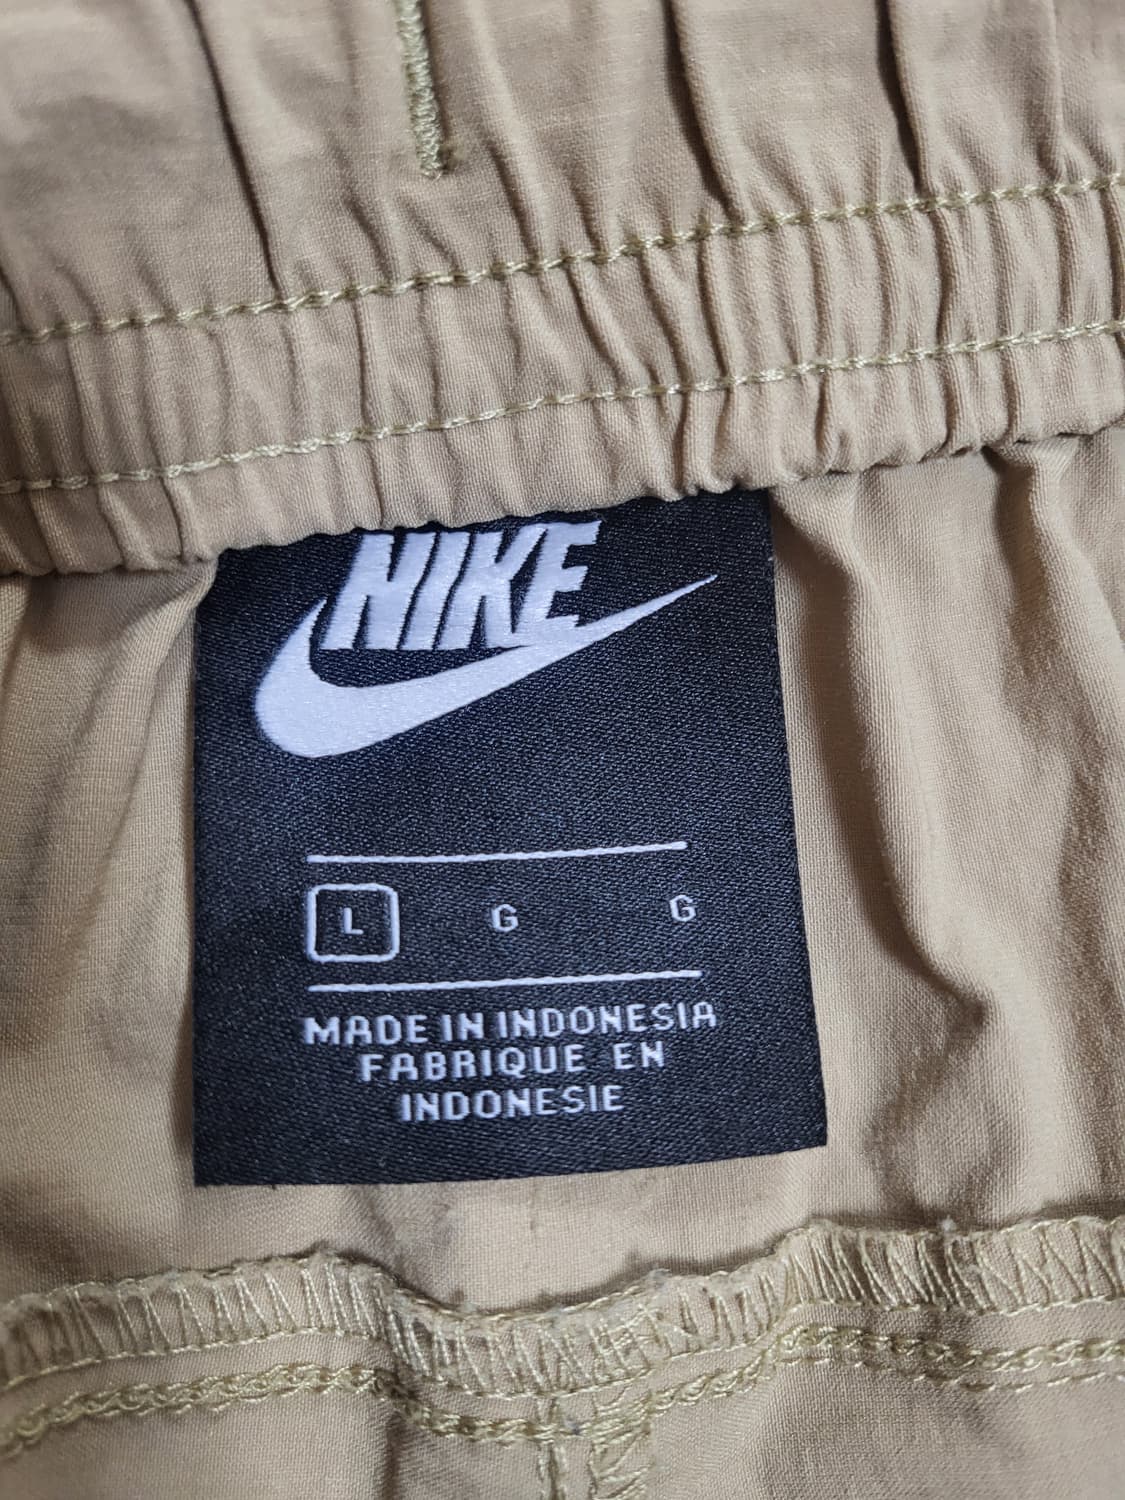 NIKE
L G G
MADE IN INDONESIA
FABRIQUE EN
INDONESIE